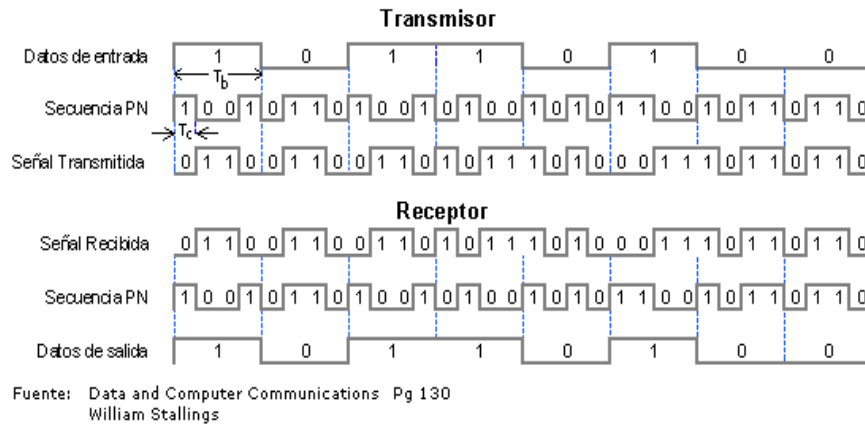 Transmisor
Datos de entrada 1 0 1 1 0 1 0 0
T_b
Secuencia PN 1 0 0 1 0 1 1 0 1 0 0 1 0 1 0 0 1 0 1 0 1 1 0 0 1 0 1 1 0 1 1 0
T_c
Señal Transmitida 0 1 1 0 0 1 1 0 0 1 1 0 1 0 1 1 1 0 1 0 0 0 1 1 1 0 1 1 0 1 1 0
Receptor
Señal Recibida 0 1 1 0 0 1 1 0 0 1 1 0 1 0 1 1 1 0 1 0 0 0 1 1 1 0 1 1 0 1 1 0
Secuencia PN 1 0 0 1 0 1 1 0 1 0 0 1 0 1 0 0 1 0 1 0 1 1 0 0 1 0 1 1 0 1 1 0
Datos de salida 1 0 1 1 0 1 0 0
Fuente: Data and Computer Communications Pg 130
William Stallings